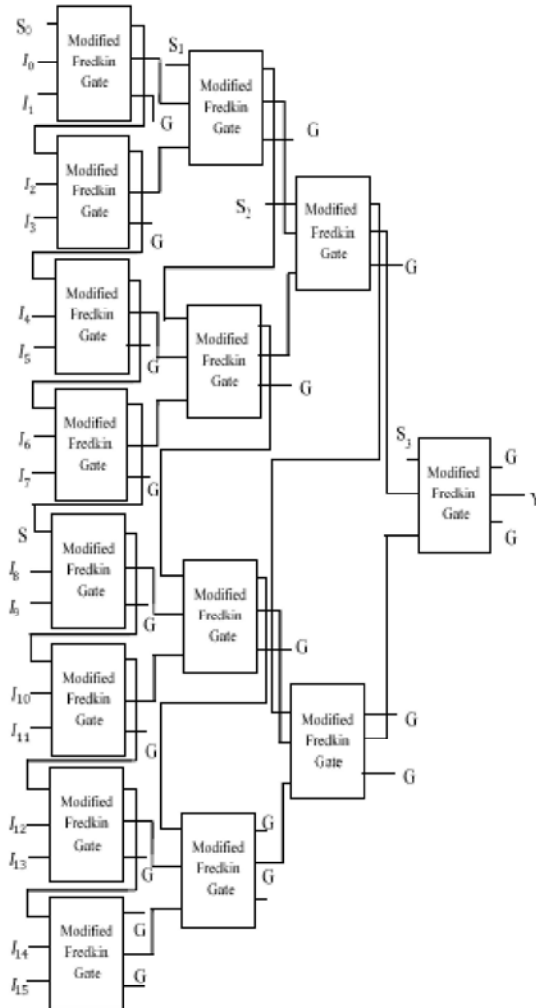 S0
Modified
Fredkin
Gate
I0
I1
G
S1
Modified
Fredkin
Gate
G
Modified
Fredkin
Gate
I2
I3
G
S2
Modified
Fredkin
Gate
G
Modified
Fredkin
Gate
I4
I5
G
Modified
Fredkin
Gate
G
Modified
Fredkin
Gate
I6
I7
G
S3
Modified
Fredkin
Gate
G
Y
G
S
Modified
Fredkin
Gate
I8
I9
G
Modified
Fredkin
Gate
G
Modified
Fredkin
Gate
I10
I11
G
Modified
Fredkin
Gate
G
G
Modified
Fredkin
Gate
I12
I13
G
Modified
Fredkin
Gate
G
G
Modified
Fredkin
Gate
I14
I15
G
G